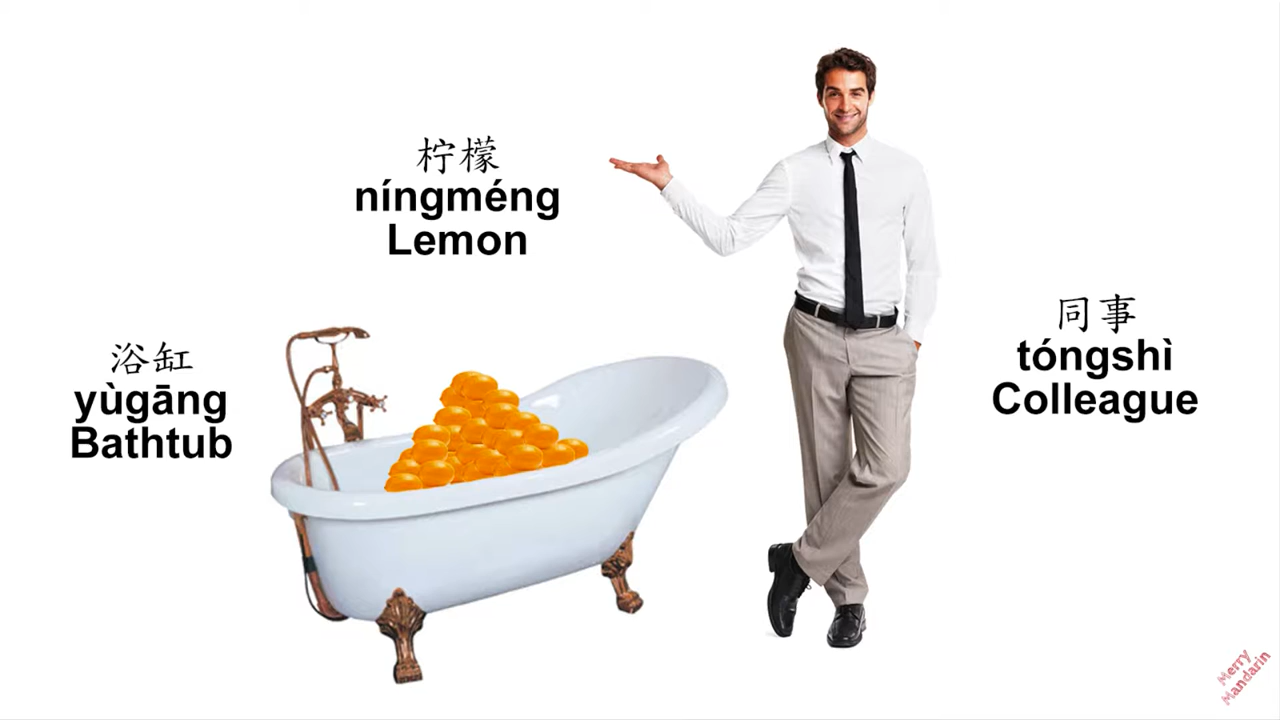 柠檬
níngméng
Lemon
浴缸
yùgāng
Bathtub
同事
tóngshì
Colleague
Merry
Mandarin